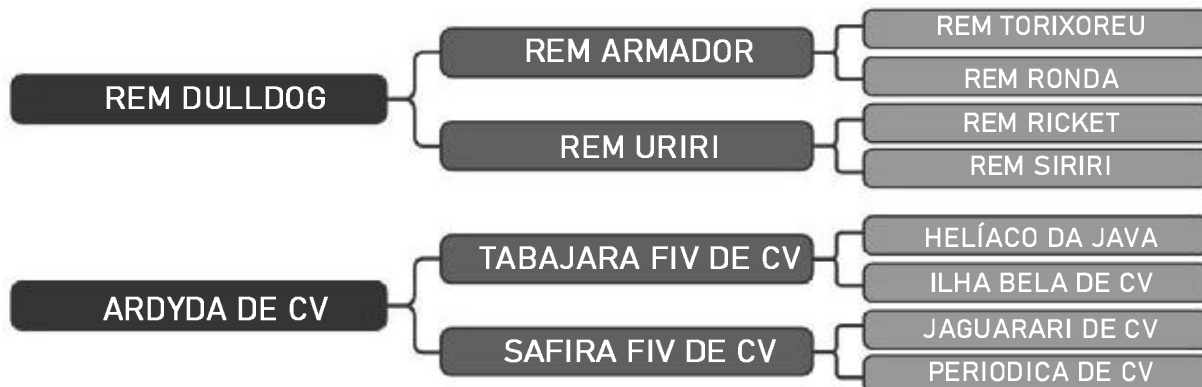 REM TORIXOREU
REM ARMADOR
REM RONDA
REM DULLDOG
REM RICKET
REM URIRI
REM SIRIRI
HELÍACO DA JAVA
TABAJARA FIV DE CV
ILHA BELA DE CV
ARDYDA DE CV
JAGUARARI DE CV
SAFIRA FIV DE CV
PERIODICA DE CV